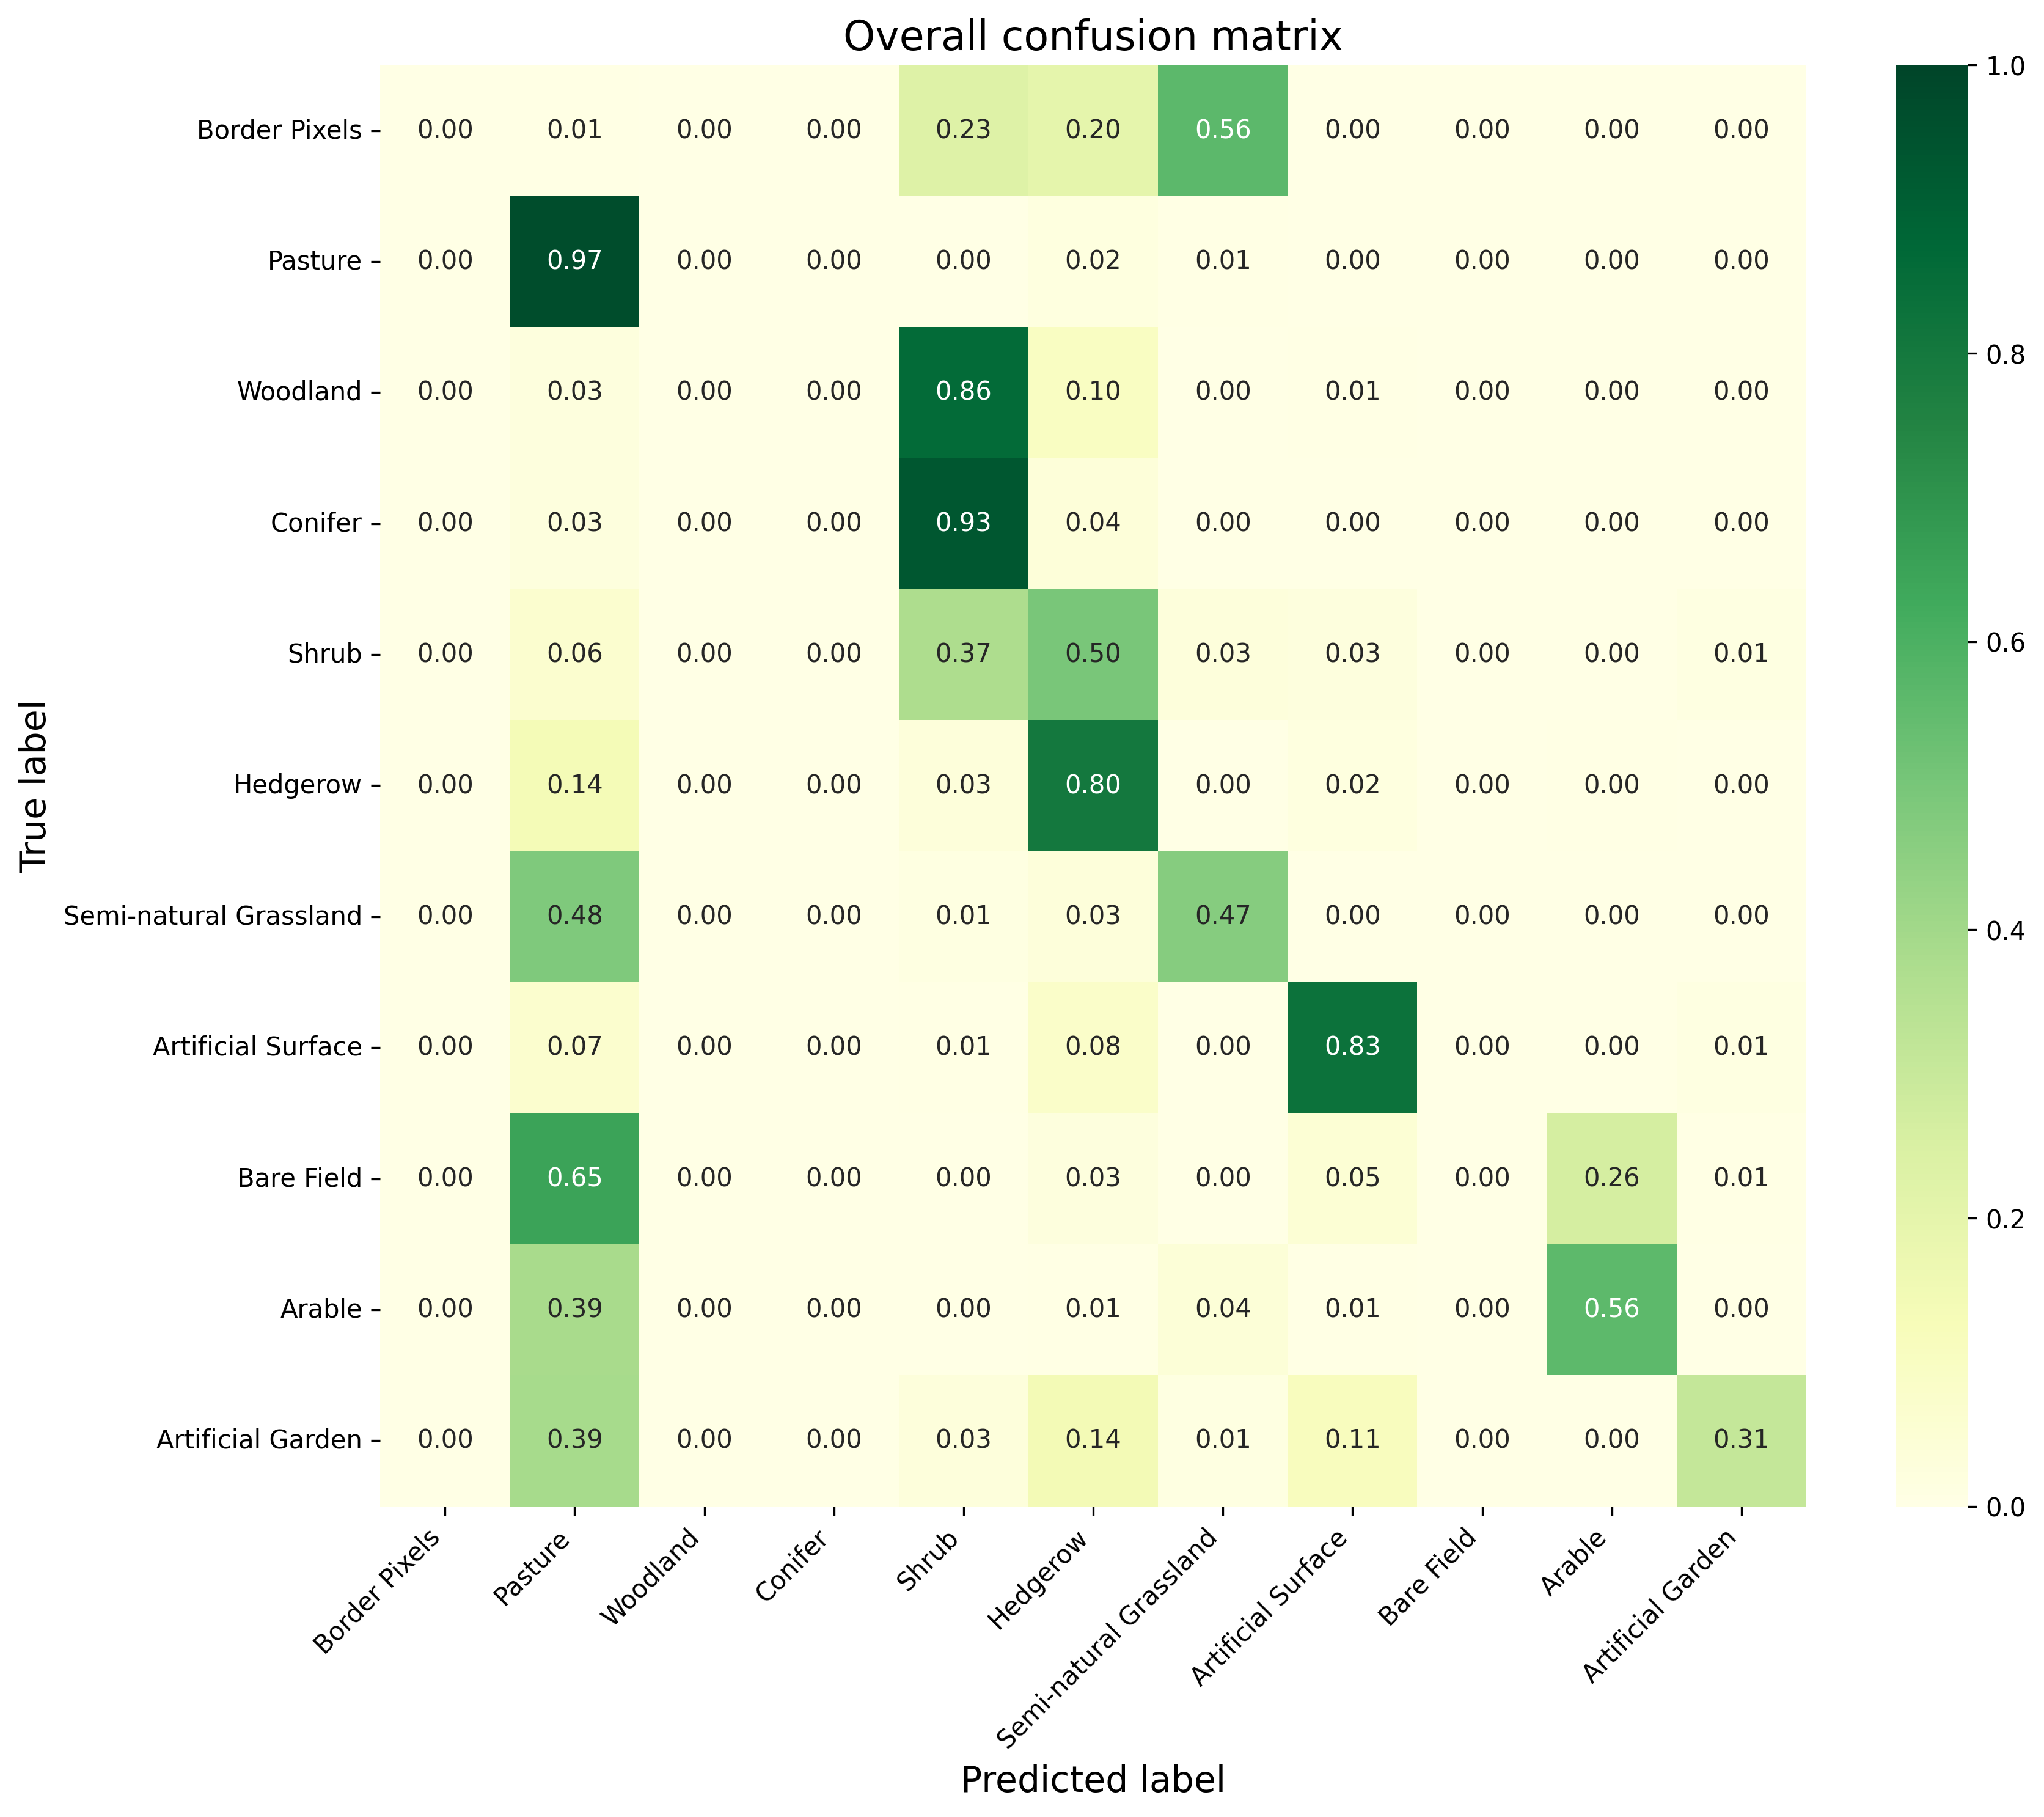 Overall confusion matrix
True label
Border Pixels 0.00 0.01 0.00 0.00 0.23 0.20 0.56 0.00 0.00 0.00 0.00
Pasture 0.00 0.97 0.00 0.00 0.00 0.02 0.01 0.00 0.00 0.00 0.00
Woodland 0.00 0.03 0.00 0.00 0.86 0.10 0.00 0.01 0.00 0.00 0.00
Conifer 0.00 0.03 0.00 0.00 0.93 0.04 0.00 0.00 0.00 0.00 0.00
Shrub 0.00 0.06 0.00 0.00 0.37 0.50 0.03 0.03 0.00 0.00 0.01
Hedgerow 0.00 0.14 0.00 0.00 0.03 0.80 0.00 0.02 0.00 0.00 0.00
Semi-natural Grassland 0.00 0.48 0.00 0.00 0.01 0.03 0.47 0.00 0.00 0.00 0.00
Artificial Surface 0.00 0.07 0.00 0.00 0.01 0.08 0.00 0.83 0.00 0.00 0.01
Bare Field 0.00 0.65 0.00 0.00 0.00 0.03 0.00 0.05 0.00 0.26 0.01
Arable 0.00 0.39 0.00 0.00 0.00 0.01 0.04 0.01 0.00 0.56 0.00
Artificial Garden 0.00 0.39 0.00 0.00 0.03 0.14 0.01 0.11 0.00 0.00 0.31
Border Pixels
Pasture
Woodland
Conifer
Shrub
Hedgerow
Semi-natural Grassland
Artificial Surface
Bare Field
Arable
Artificial Garden
Predicted label
1.0
0.8
0.6
0.4
0.2
0.0